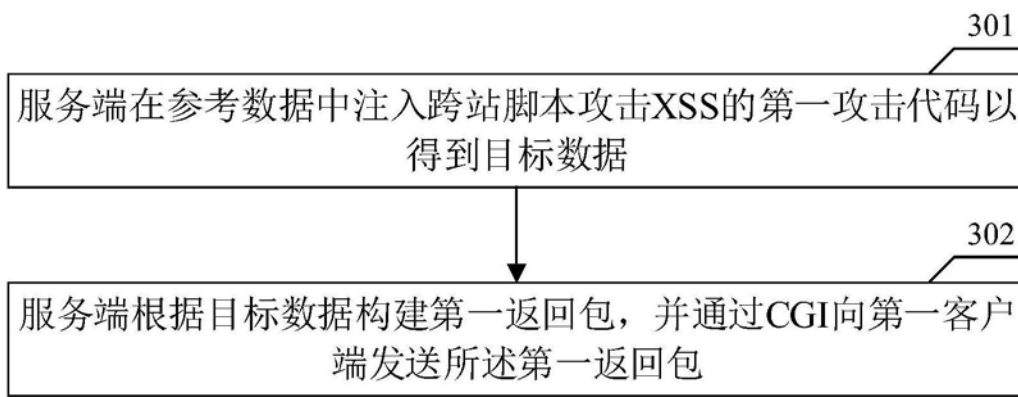 301
服务端在参考数据中注入跨站脚本攻击XSS的第一攻击代码以
得到目标数据
302
服务端根据目标数据构建第一返回包，并通过CGI向第一客户
端发送所述第一返回包